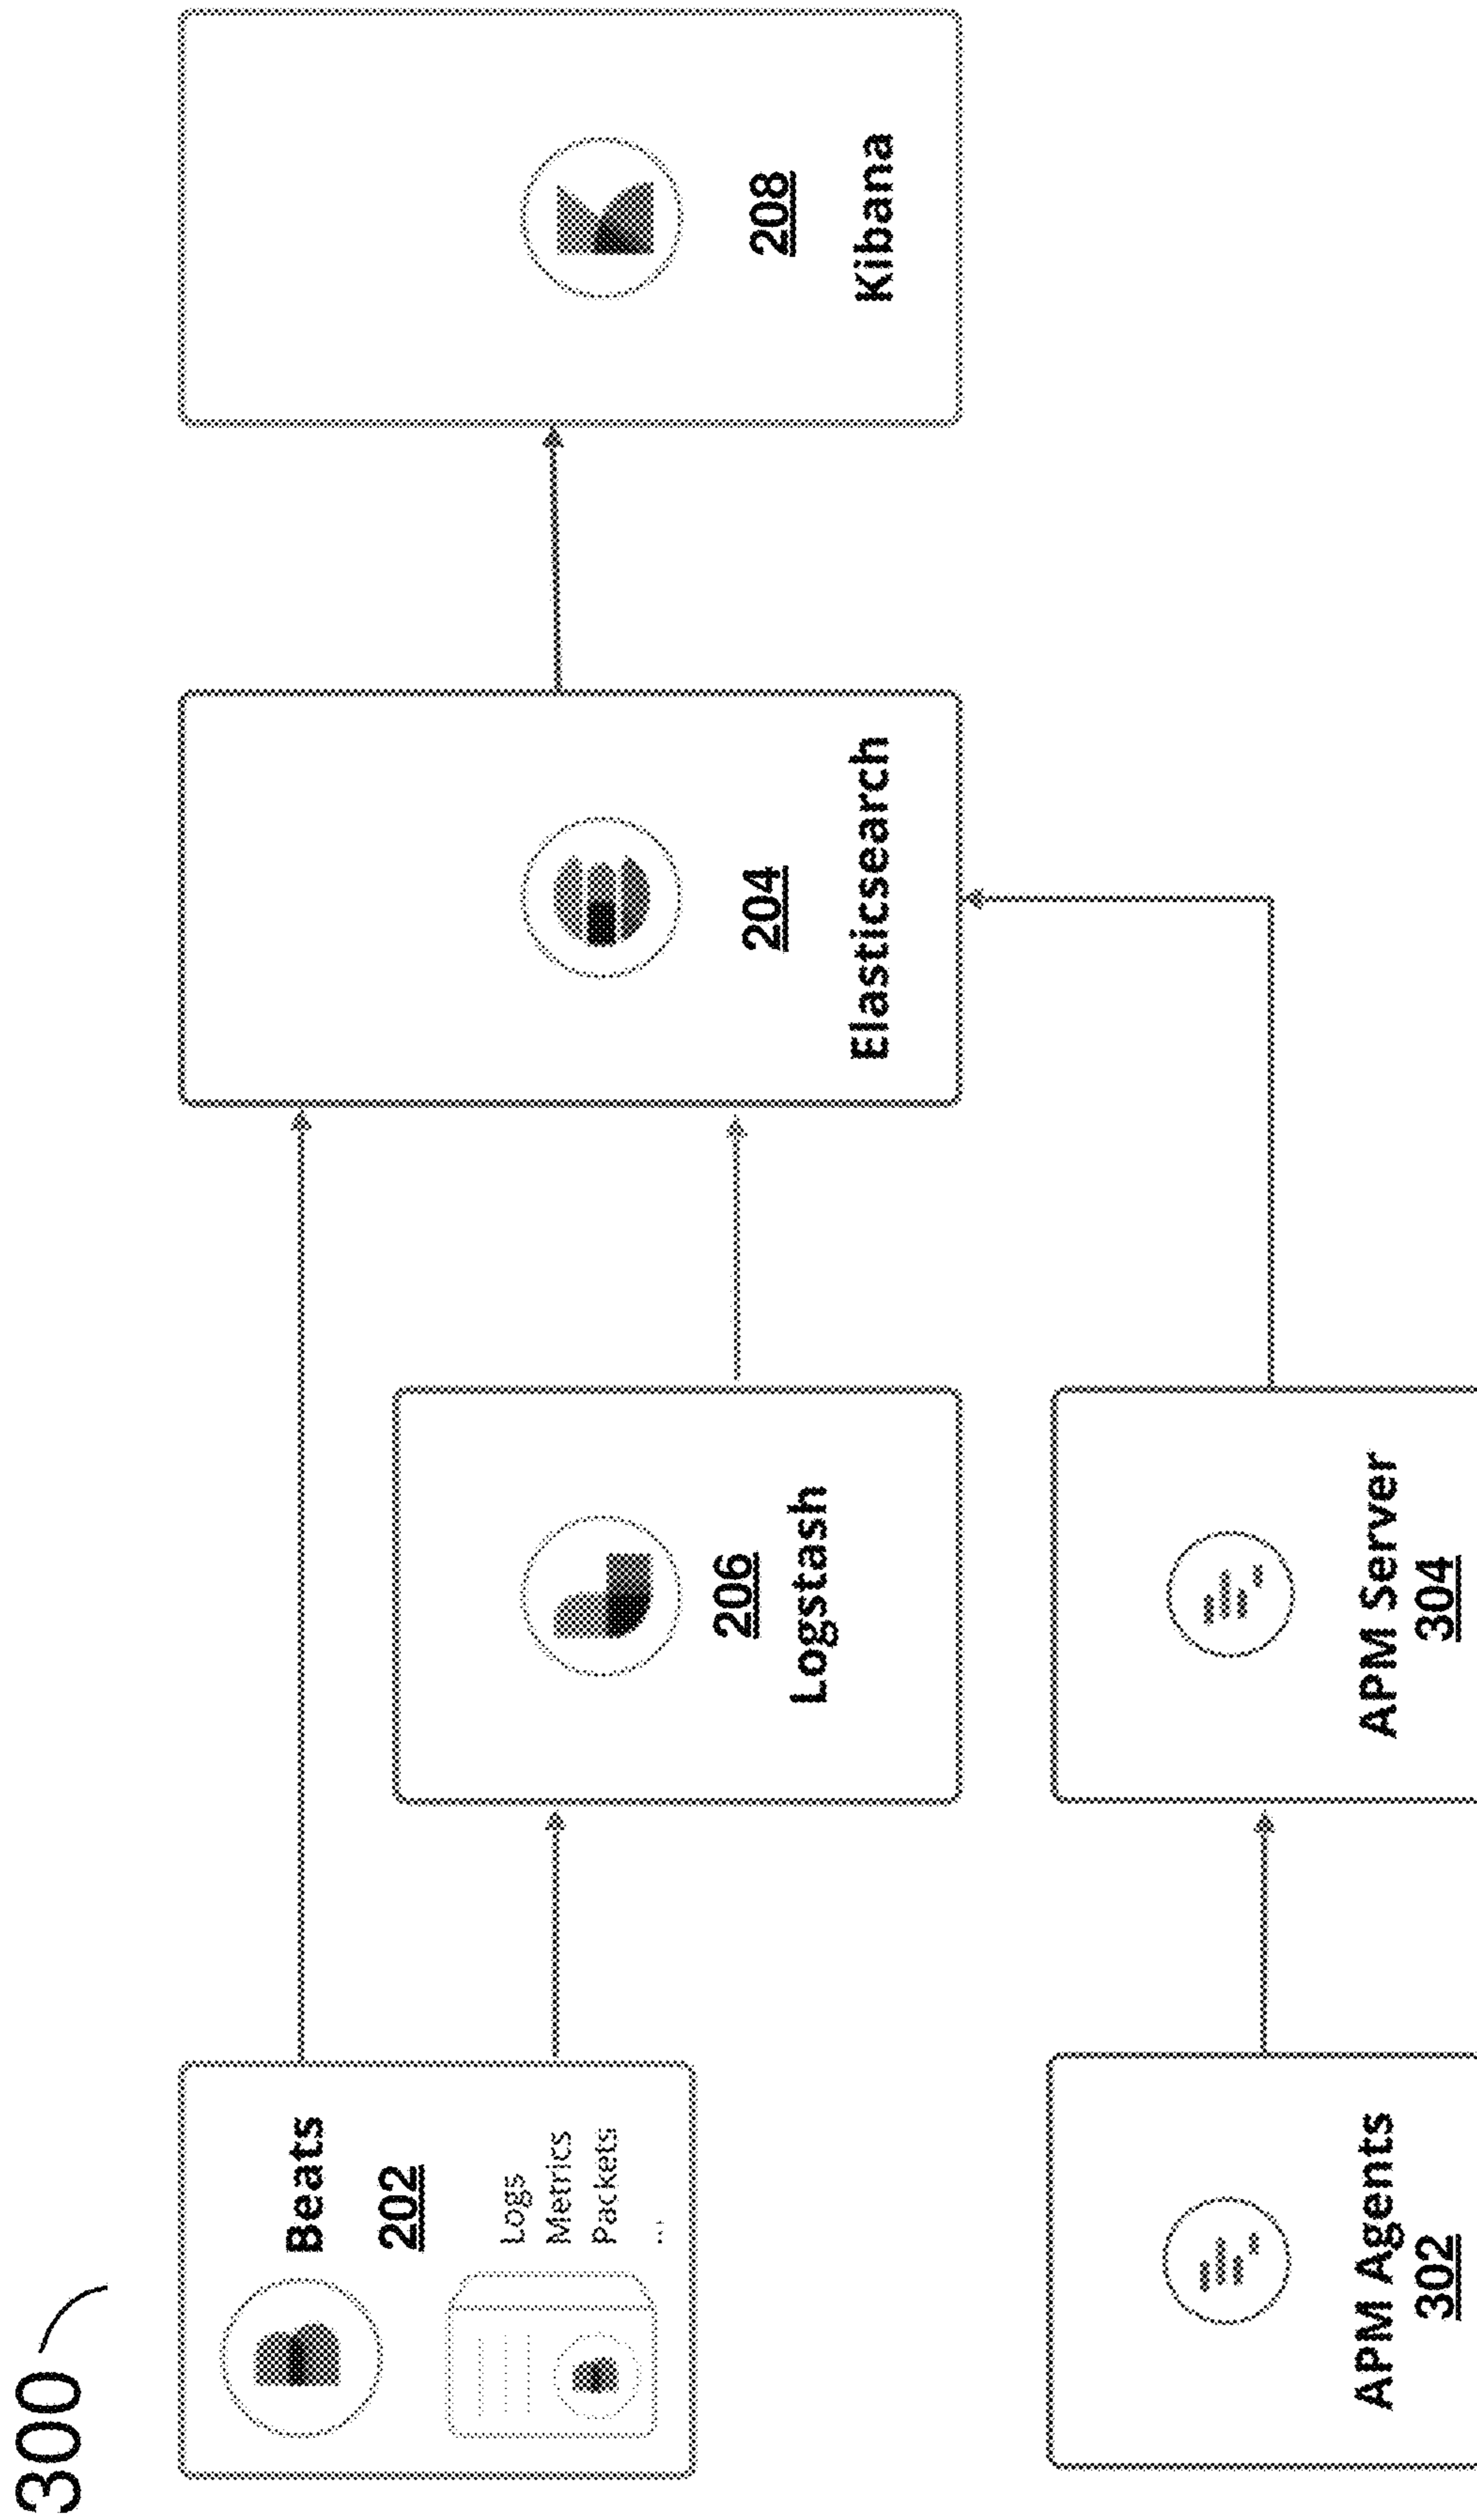 300
Beats
202
Logs
Metrics
Packets
...
206
Logstash
204
Elasticsearch
208
Kibana
APM Agents
302
APM Server
304